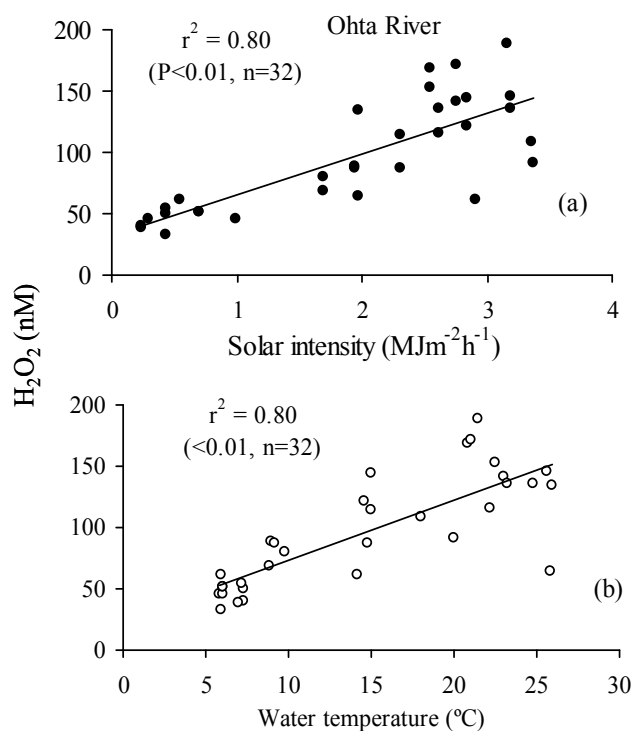 Ohta River
r² = 0.80
(P<0.01, n=32)
200
150
100
50
0
(a)
0 1 2 3 4
Solar intensity (MJm⁻²h⁻¹)
H₂O₂ (nM)
r² = 0.80
(<0.01, n=32)
200
150
100
50
0
(b)
0 5 10 15 20 25 30
Water temperature (ºC)